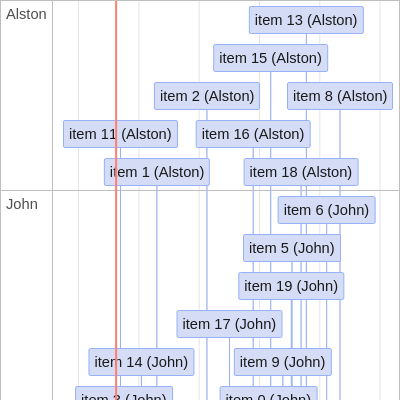 Alston
item 13 (Alston)
item 15 (Alston)
item 2 (Alston)
item 8 (Alston)
item 11 (Alston)
item 16 (Alston)
item 1 (Alston)
item 18 (Alston)
John
item 6 (John)
item 5 (John)
item 19 (John)
item 17 (John)
item 14 (John)
item 9 (John)
item 3 (John)
item 0 (John)